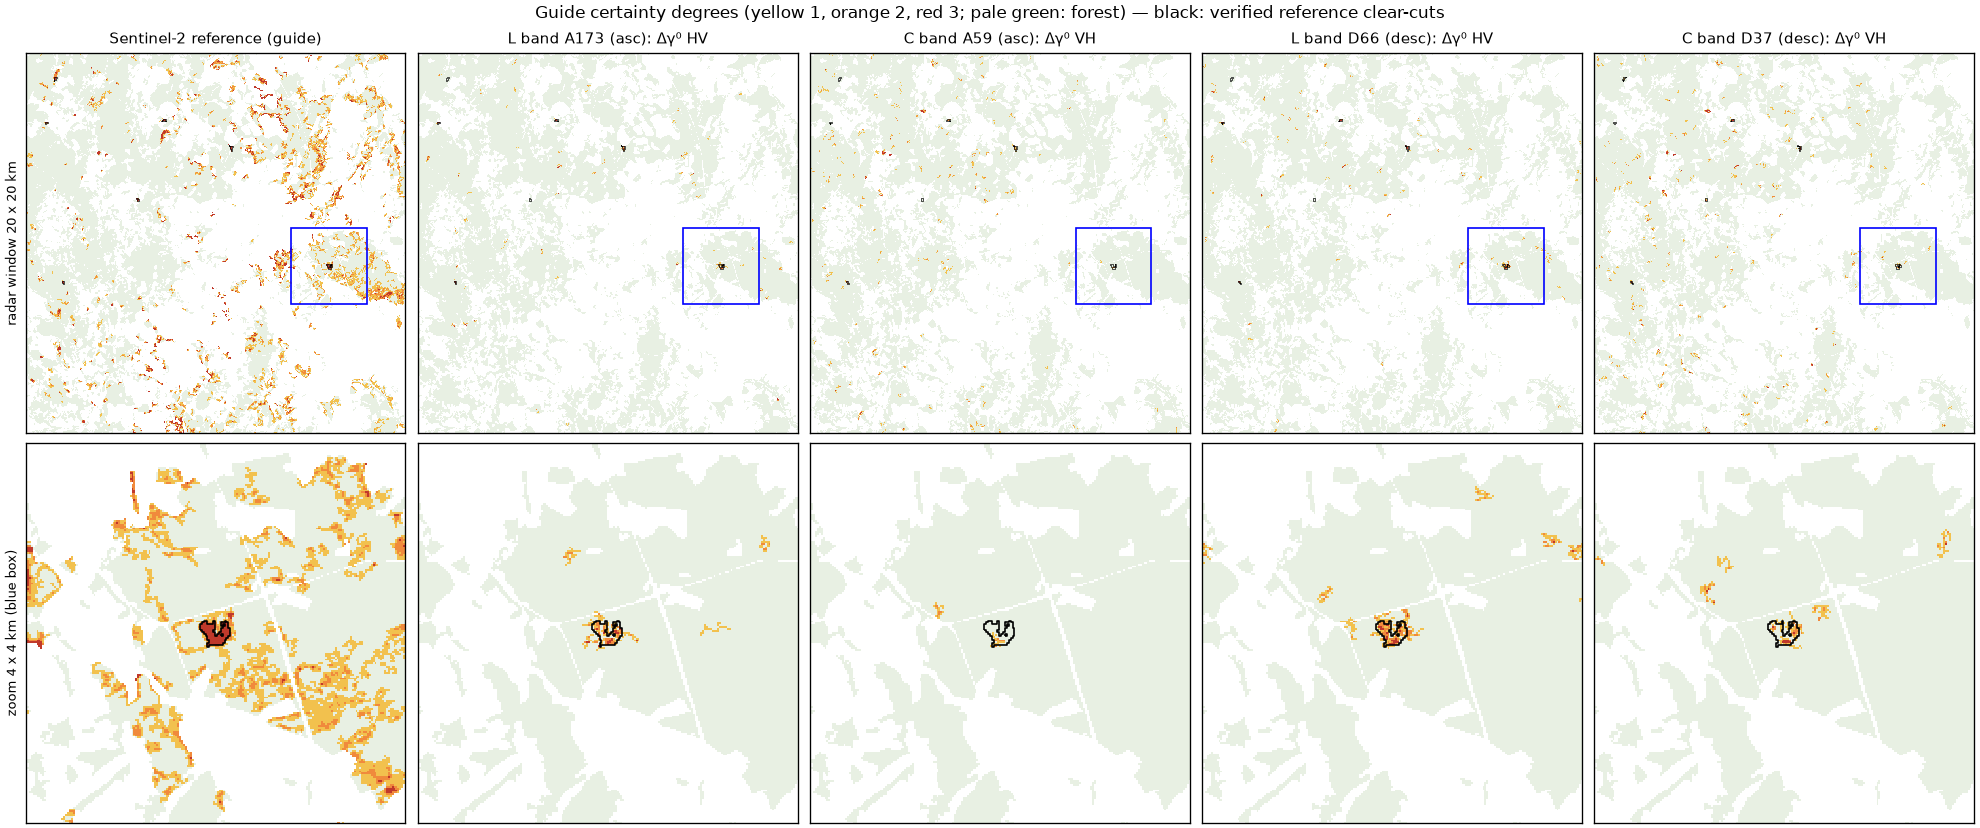 Guide certainty degrees (yellow 1, orange 2, red 3; pale green: forest) — black: verified reference clear-cuts
Sentinel-2 reference (guide)
L band A173 (asc): Δγ⁰ HV
C band A59 (asc): Δγ⁰ VH
L band D66 (desc): Δγ⁰ HV
C band D37 (desc): Δγ⁰ VH
radar window 20 x 20 km
zoom 4 x 4 km (blue box)